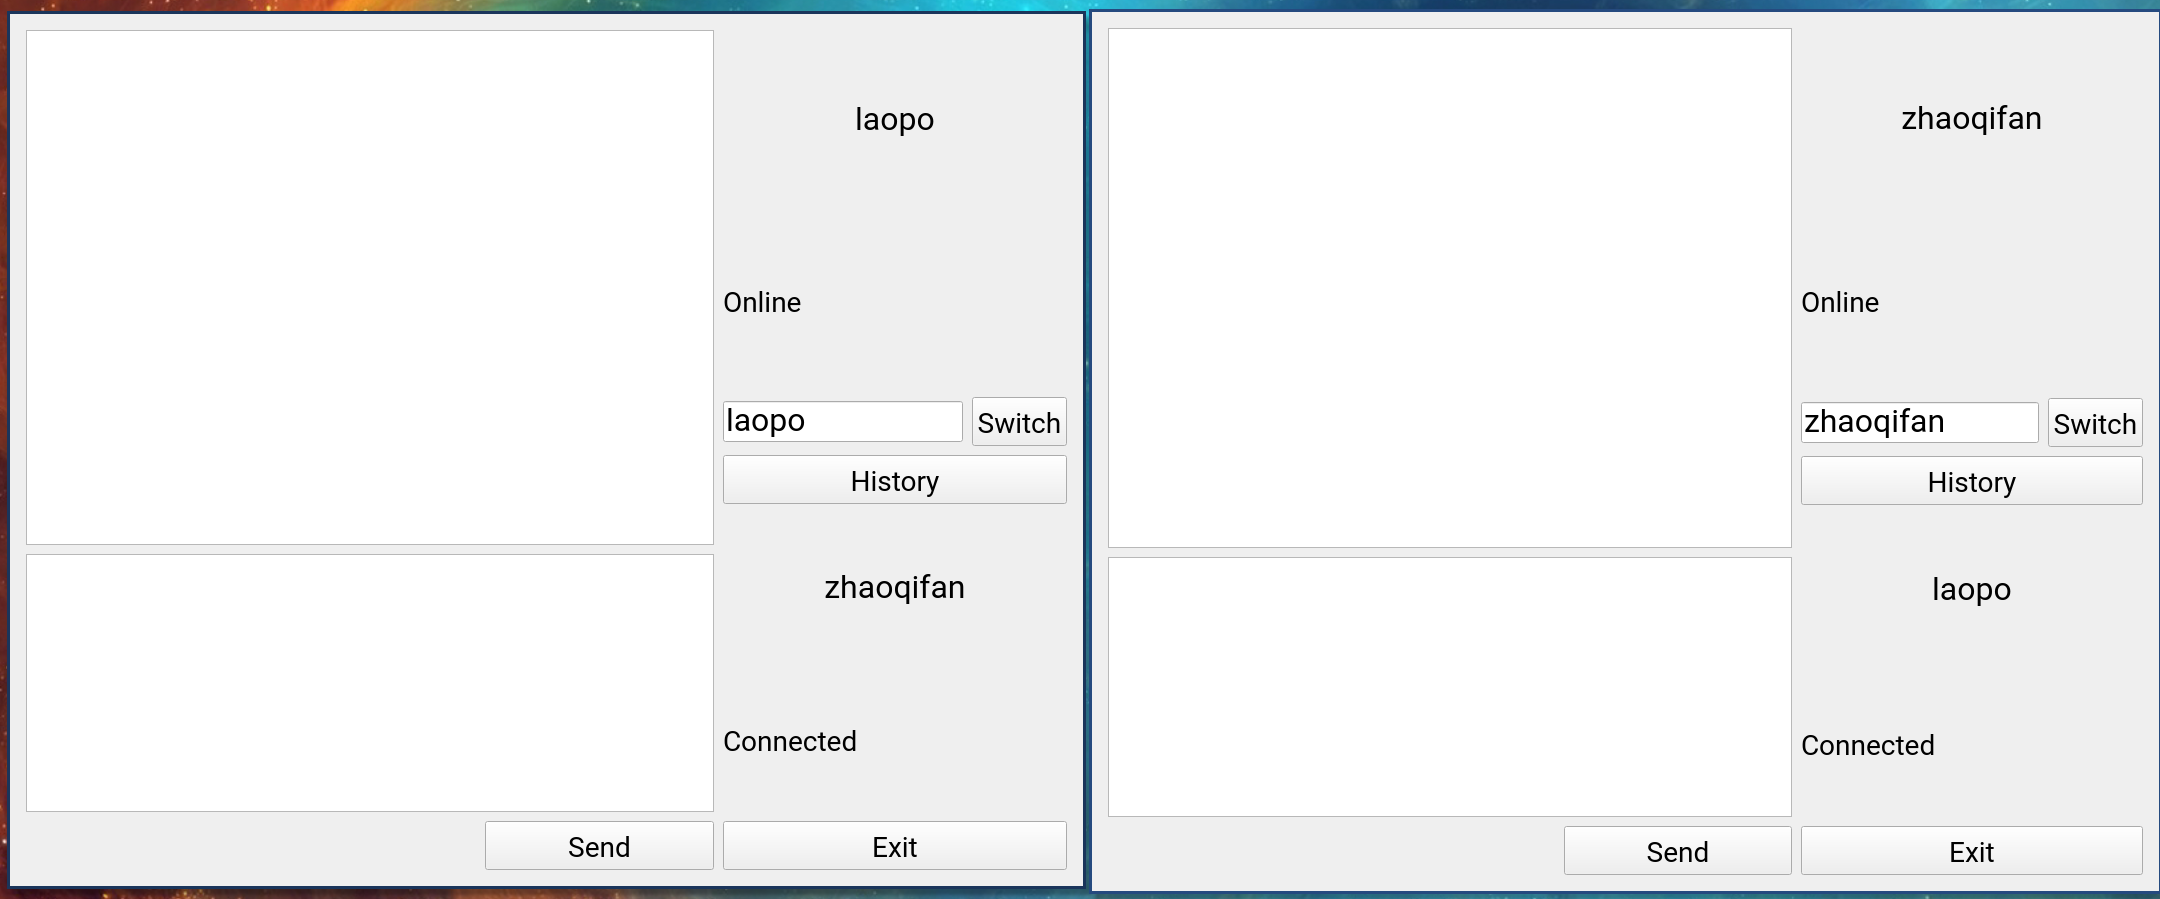 laopo
Online
laopo
Switch
History
zhaoqifan
Connected
Send
Exit
zhaoqifan
Online
zhaoqifan
Switch
History
laopo
Connected
Send
Exit